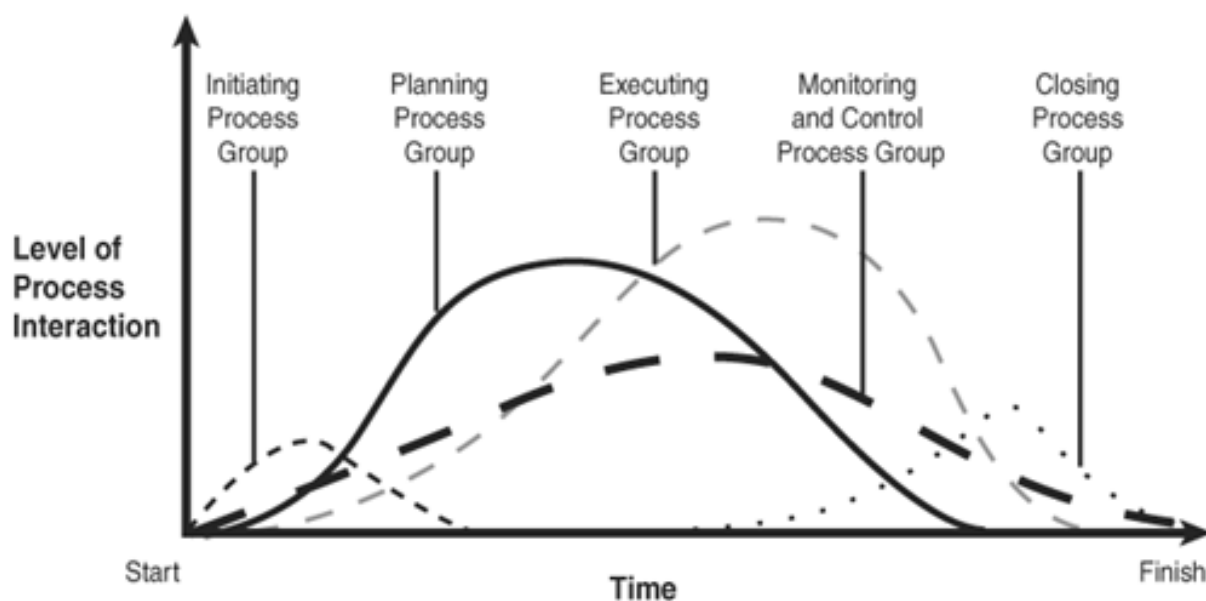 Initiating
Process
Group
Planning
Process
Group
Executing
Process
Group
Monitoring
and Control
Process Group
Closing
Process
Group
Level of
Process
Interaction
Start
Time
Finish